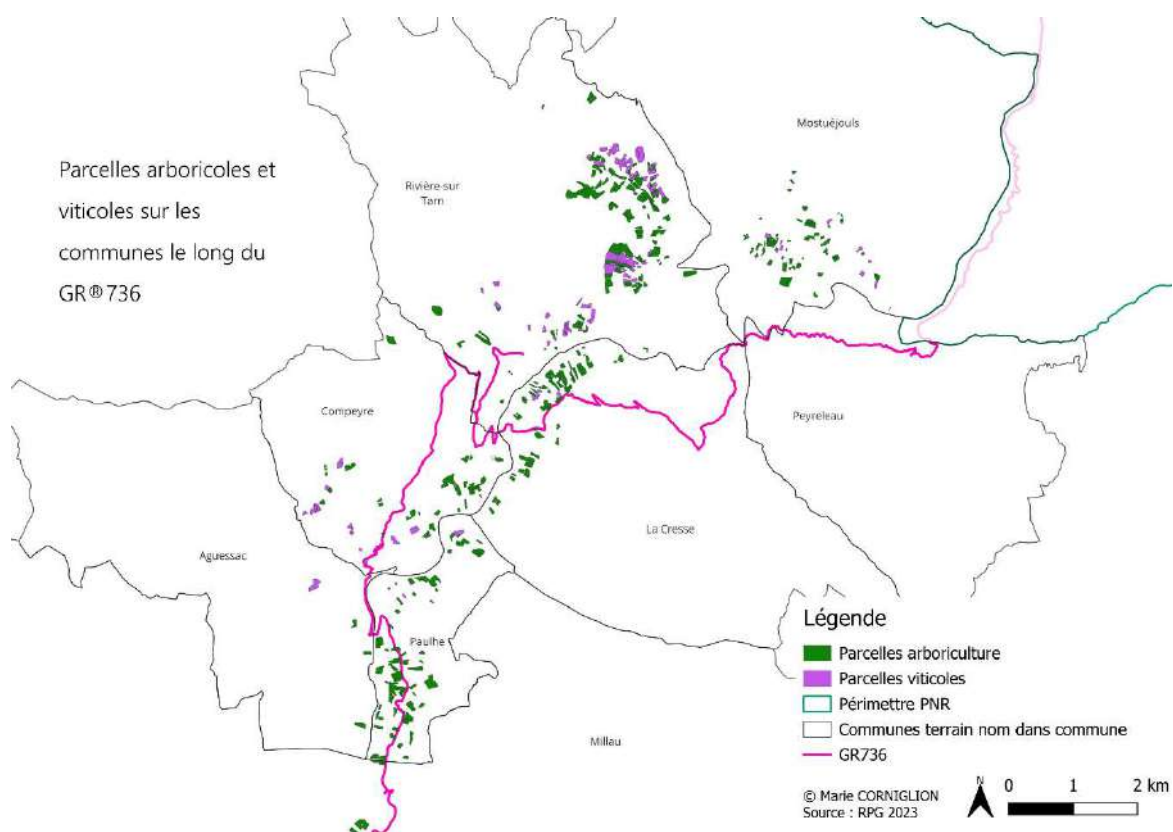 Parcelles arboricoles et
viticoles sur les
communes le long du
GR®736
Mostuéjouls
Rivière-sur
Tarn
Compeyre
Peyreleau
La Cresse
Aguessac
Paulhe
Millau
Légende
Parcelles arboriculture
Parcelles viticoles
Périmettre PNR
Communes terrain nom dans commune
GR736
© Marie CORNIGLION
Source : RPG 2023
N
0 1 2 km